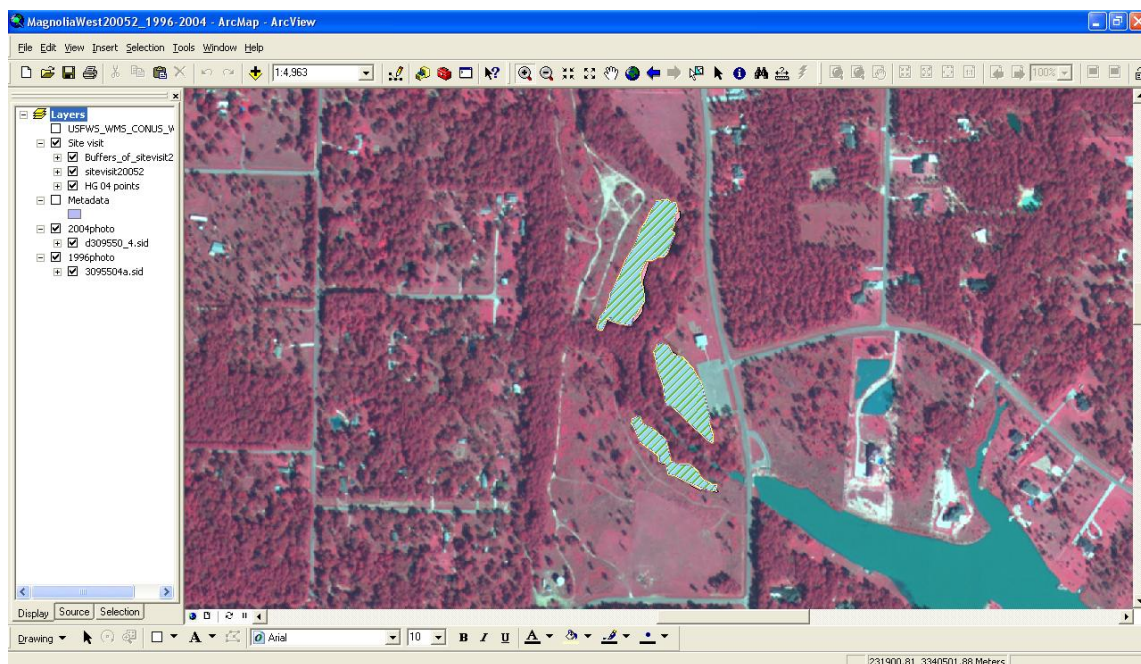 MagnoliaWest20052_1996-2004 - ArcMap - ArcView
File Edit View Insert Selection Tools Window Help
1:4,963
100%
Layers
USFWS_WMS_CONUS_W
Site visit
Buffers_of_sitevisit2
sitevisit20052
HG 04 points
Metadata
2004photo
d309550_4.sid
1996photo
3095504a.sid
Display Source Selection
Drawing A Arial 10 B I U A
231900.81 3340501.88 Meters